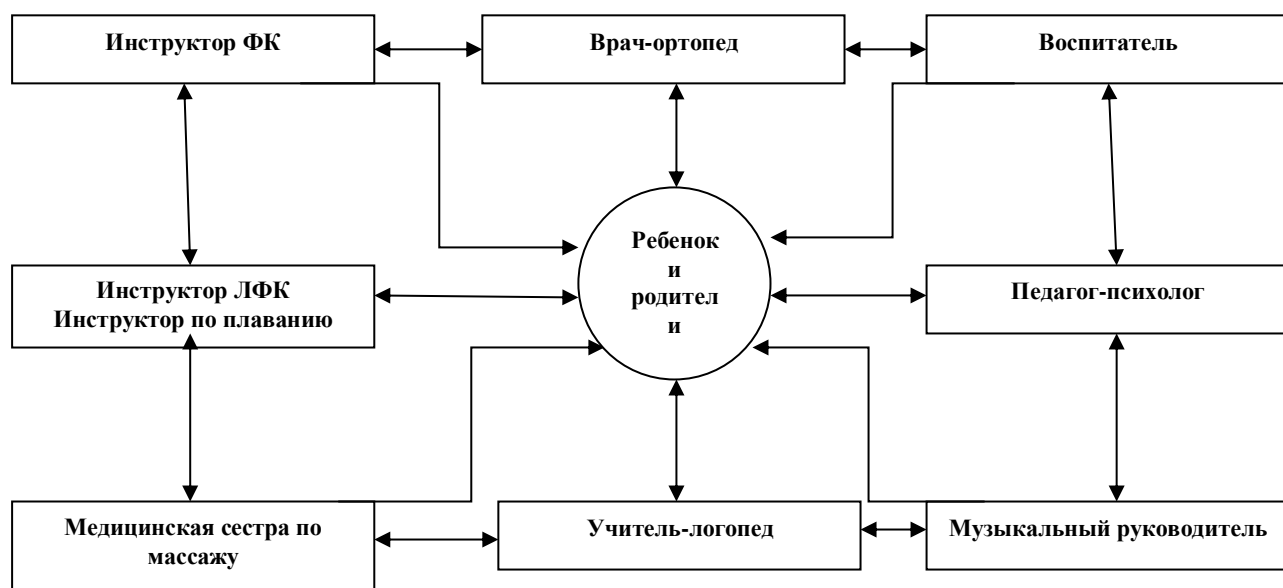 Инструктор ФК
Врач-ортопед
Воспитатель
Ребенок
и
родител
и
Инструктор ЛФК
Инструктор по плаванию
Педагог-психолог
Медицинская сестра по
массажу
Учитель-логопед
Музыкальный руководитель